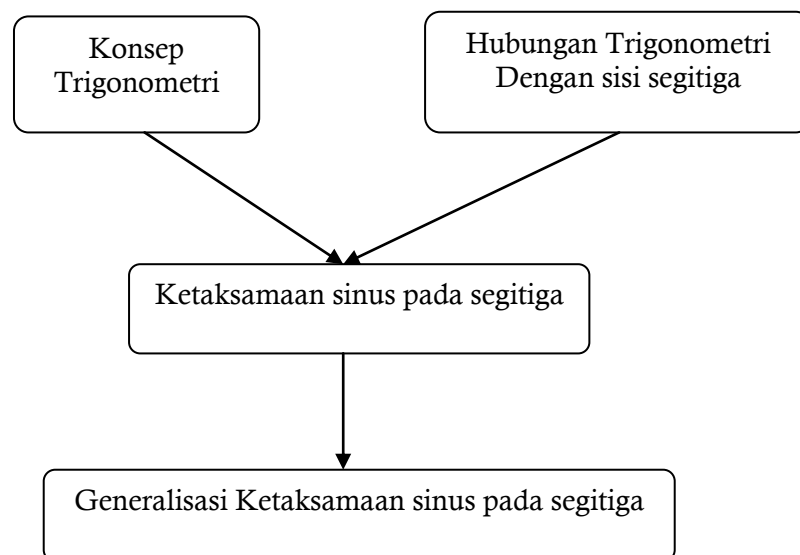 Konsep
Trigonometri
Hubungan Trigonometri
Dengan sisi segitiga
Ketaksamaan sinus pada segitiga
Generalisasi Ketaksamaan sinus pada segitiga